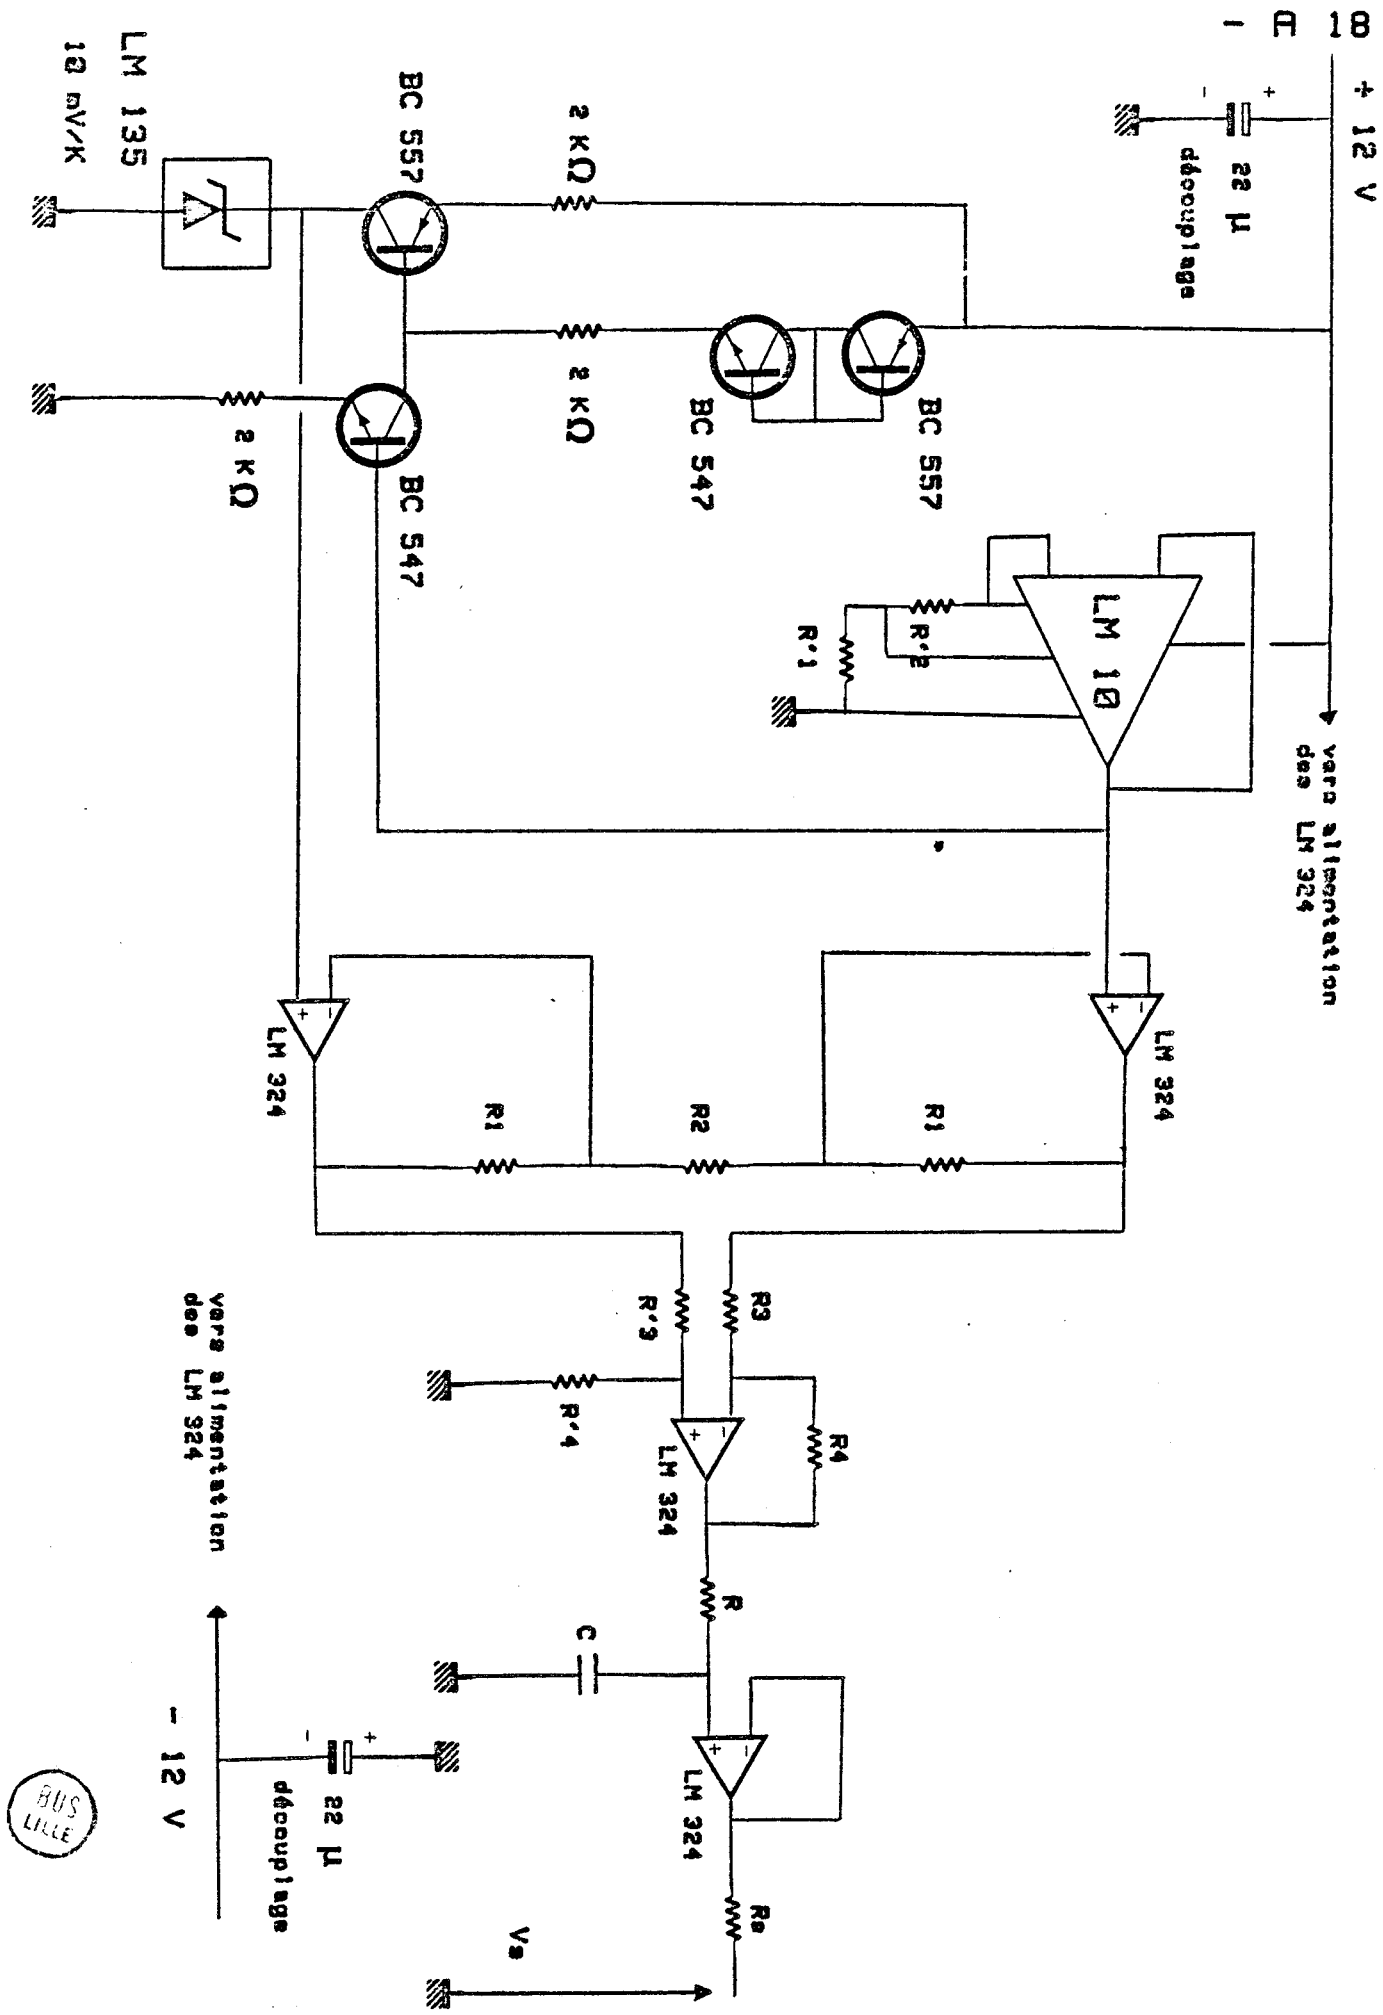 - A 18
+ 12 V
+
-
22 µ
découplage
vers alimentation
des LM 324
2 KΩ
BC 557
LM 135
10 mV/K
BC 557
BC 547
2 KΩ
2 KΩ
BC 547
LM 10
R'2
R'1
-
+
LM 324
-
+
LM 324
R1
R2
R1
R3
R'3
R'4
R4
-
+
LM 324
R
C
-
+
LM 324
Rs
Vs
vers alimentation
des LM 324
- 12 V
+
-
22 µ
découplage
BUS
LILLE